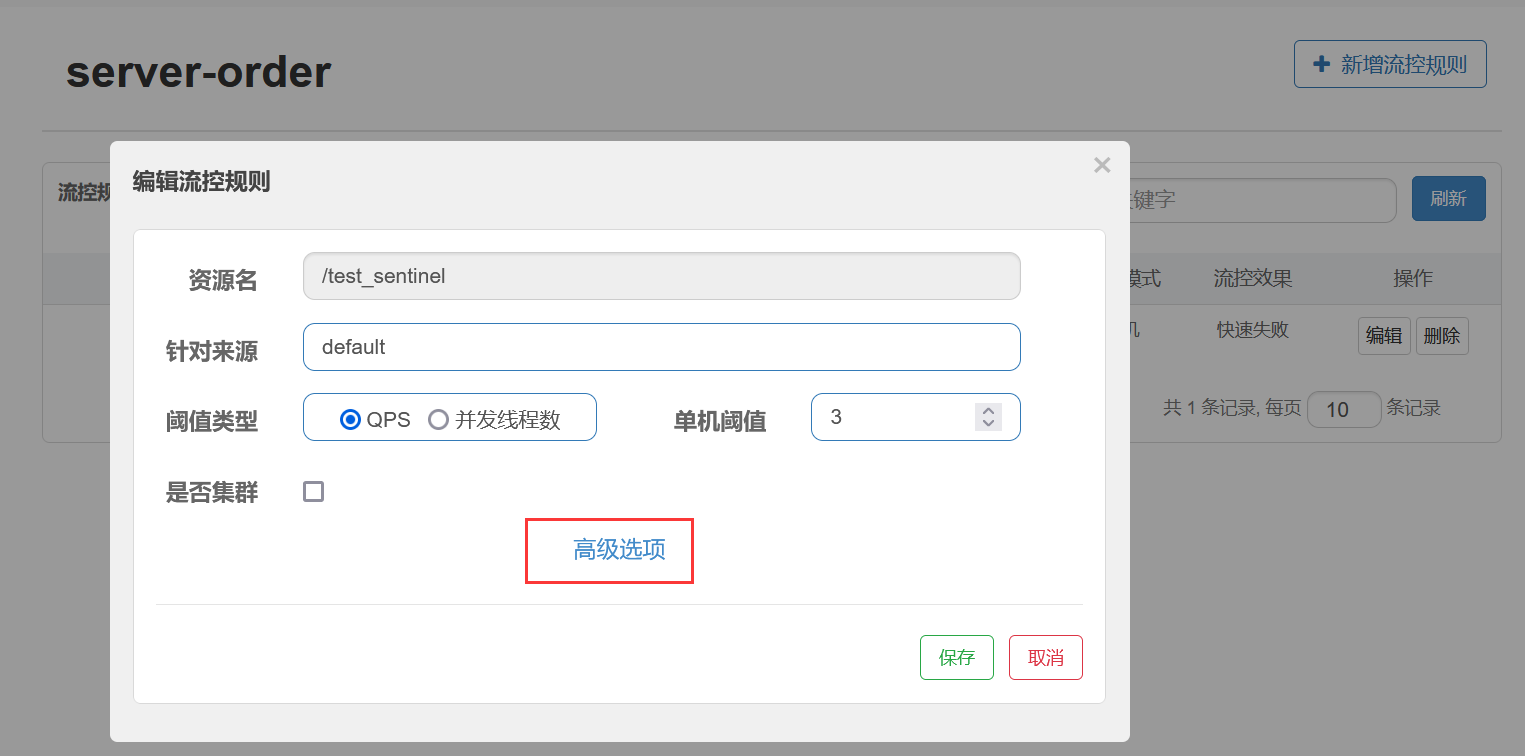 server-order
新增流控规则
编辑流控规则
流控规
键字
刷新
资源名
/test_sentinel
模式
流控效果
操作
针对来源
default
快速失败
编辑
删除
阈值类型
QPS
并发线程数
单机阈值
3
共 1 条记录, 每页
10
条记录
是否集群
高级选项
保存
取消